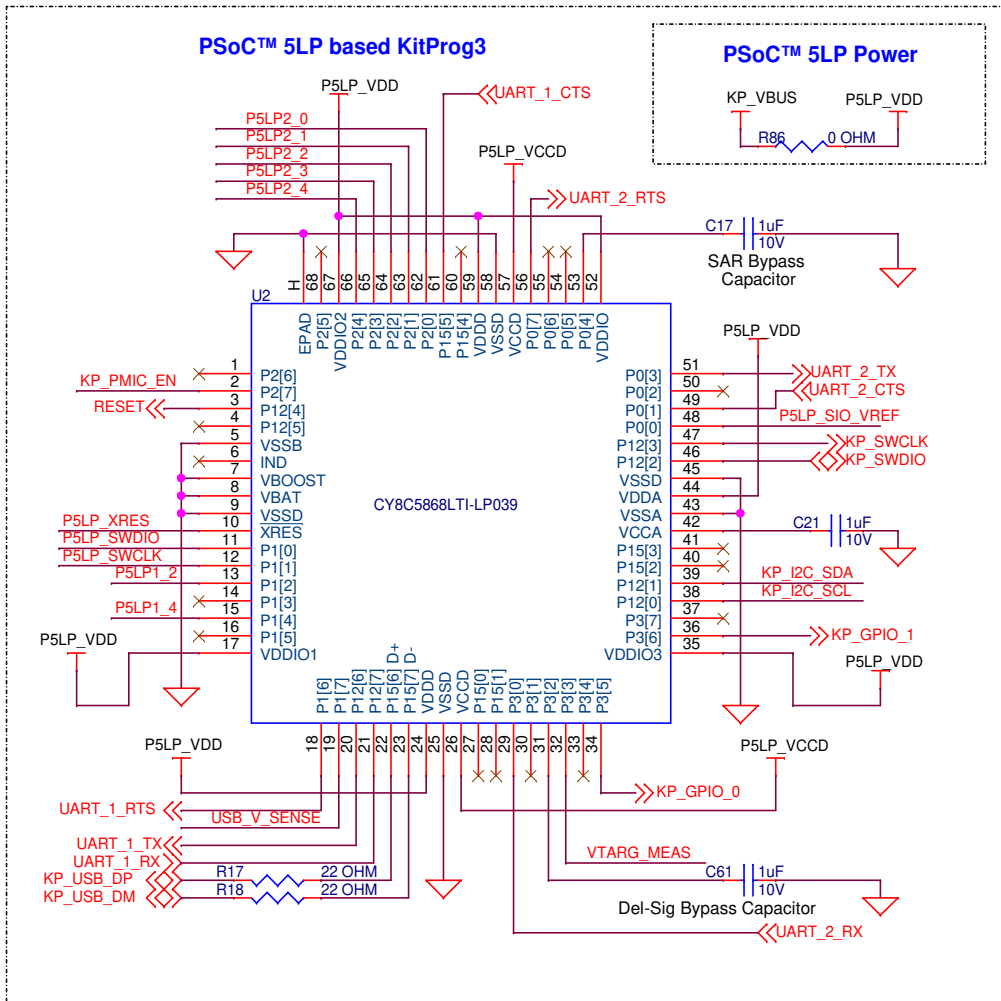 PSoC™ 5LP based KitProg3
PSoC™ 5LP Power
KP_VBUS
P5LP_VDD
R86
0 OHM
P5LP_VDD
UART_1_CTS
P5LP2_0
P5LP2_1
P5LP2_2
P5LP2_3
P5LP2_4
P5LP_VCCD
UART_2_RTS
C17
1uF
10V
SAR Bypass
Capacitor
H
68
67
66
65
64
63
62
61
60
59
58
57
56
55
54
53
52
U2
EPAD
P2[5]
VDDIO2
P2[4]
P2[3]
P2[2]
P2[1]
P2[0]
P15[5]
P15[4]
VDDD
VSSD
VCCD
P0[7]
P0[6]
P0[5]
P0[4]
VDDIO
1 P2[6]
KP_PMIC_EN 2 P2[7]
RESET 3 P12[4]
4 P12[5]
5 VSSB
6 IND
7 VBOOST
8 VBAT
9 VSSD
P5LP_XRES 10 XRES
P5LP_SWDIO 11 P1[0]
P5LP_SWCLK 12 P1[1]
P5LP1_2 13 P1[2]
14 P1[3]
P5LP1_4 15 P1[4]
16 P1[5]
17 VDDIO1
P5LP_VDD
CY8C5868LTI-LP039
P5LP_VDD
P0[3] 51 UART_2_TX
P0[2] 50
P0[1] 49 UART_2_CTS
P0[0] 48 P5LP_SIO_VREF
P12[3] 47 KP_SWCLK
P12[2] 46 KP_SWDIO
VSSD 45
VDDA 44
VSSA 43
VCCA 42
C21
1uF
10V
P15[3] 41
P15[2] 40
P12[1] 39 KP_I2C_SDA
P12[0] 38 KP_I2C_SCL
P3[7] 37
P3[6] 36 KP_GPIO_1
VDDIO3 35
P5LP_VDD
P1[6]
P1[7]
P12[6]
P12[7]
P15[6] D+
P15[7] D-
VDDD
VSSD
VCCD
P15[0]
P15[1]
P3[0]
P3[1]
P3[2]
P3[3]
P3[4]
P3[5]
18
19
20
21
22
23
24
25
26
27
28
29
30
31
32
33
34
P5LP_VDD
P5LP_VCCD
UART_1_RTS
USB_V_SENSE
UART_1_TX
UART_1_RX
KP_USB_DP
R17
22 OHM
KP_USB_DM
R18
22 OHM
KP_GPIO_0
VTARG_MEAS
C61
1uF
10V
Del-Sig Bypass Capacitor
UART_2_RX